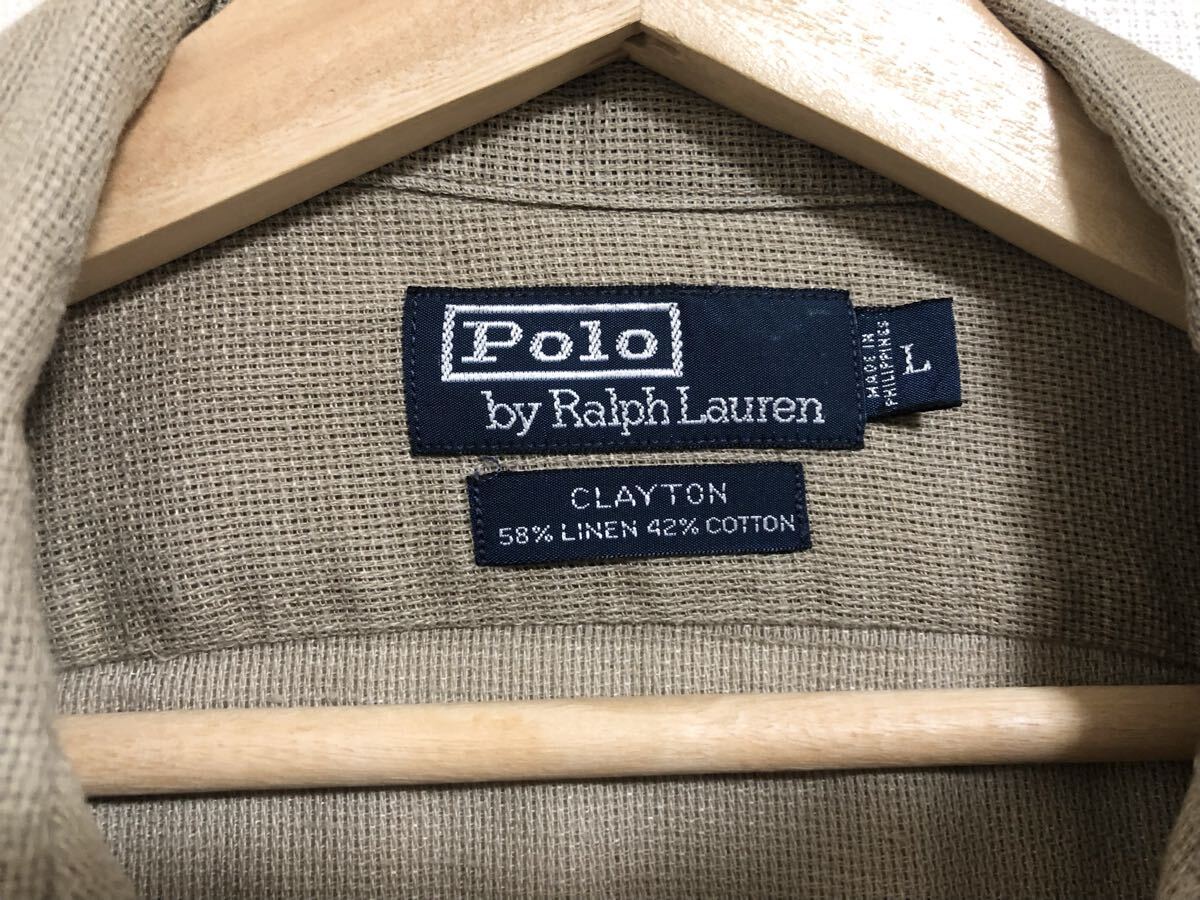 Polo
by Ralph Lauren
MADE IN
PHILIPPINES
L
CLAYTON
58% LINEN 42% COTTON